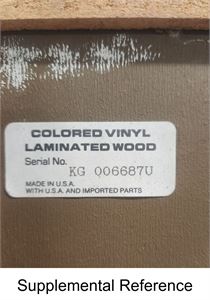 COLORED VINYL
LAMINATED WOOD
Serial No.
KG 006687U
MADE IN U.S.A.
WITH U.S.A. AND IMPORTED PARTS
Supplemental Reference